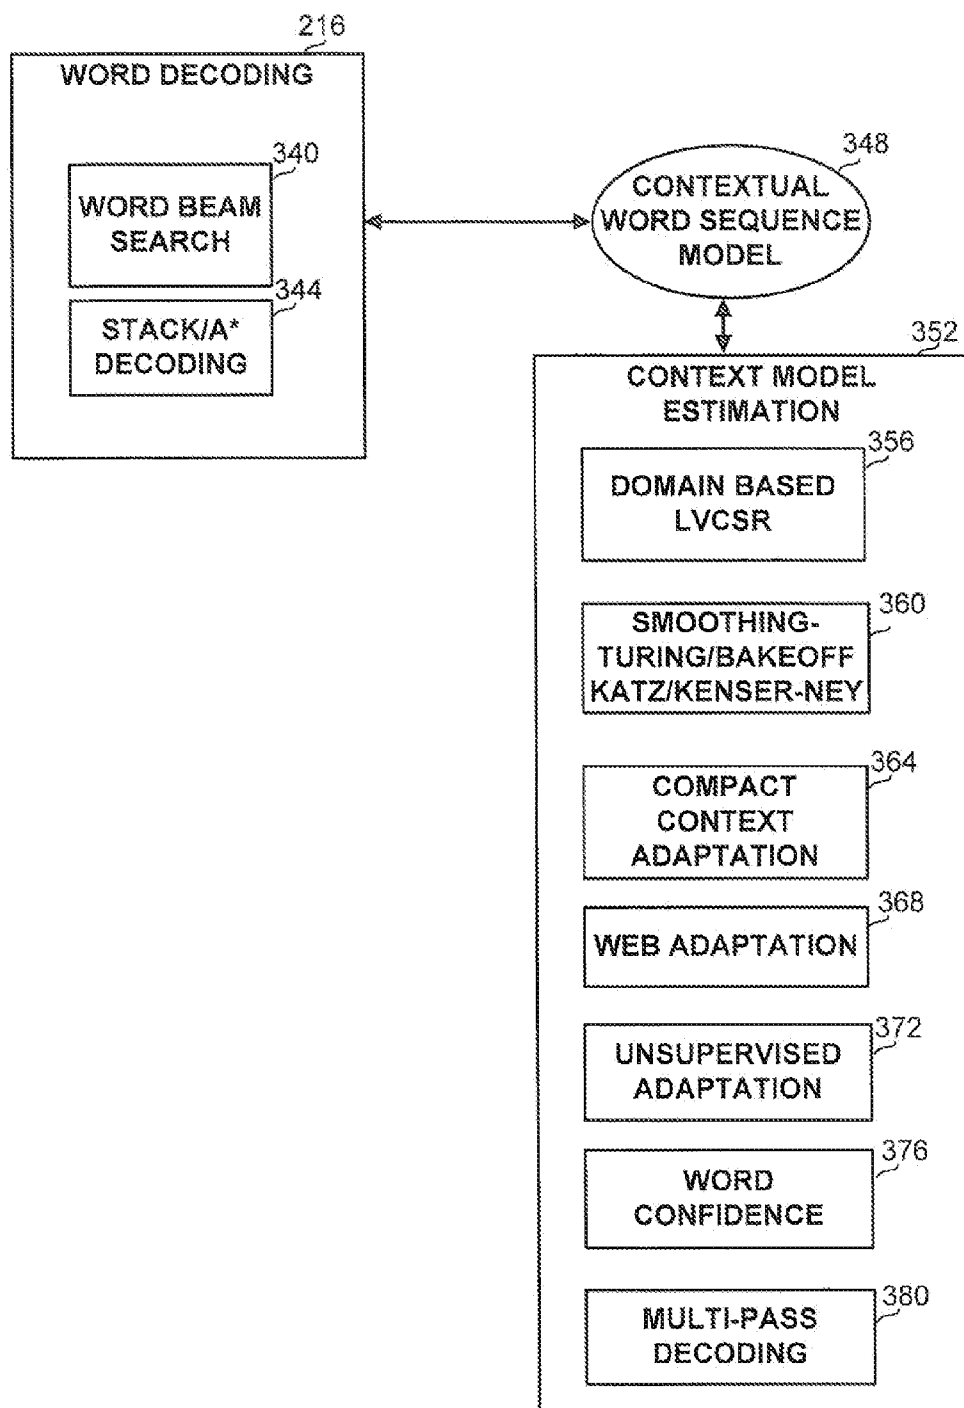 216
WORD DECODING
340
WORD BEAM
SEARCH
344
STACK/A*
DECODING
348
CONTEXTUAL
WORD SEQUENCE
MODEL
352
CONTEXT MODEL
ESTIMATION
356
DOMAIN BASED
LVCSR
360
SMOOTHING-
TURING/BAKEOFF
KATZ/KENSER-NEY
364
COMPACT
CONTEXT
ADAPTATION
368
WEB ADAPTATION
372
UNSUPERVISED
ADAPTATION
376
WORD
CONFIDENCE
380
MULTI-PASS
DECODING